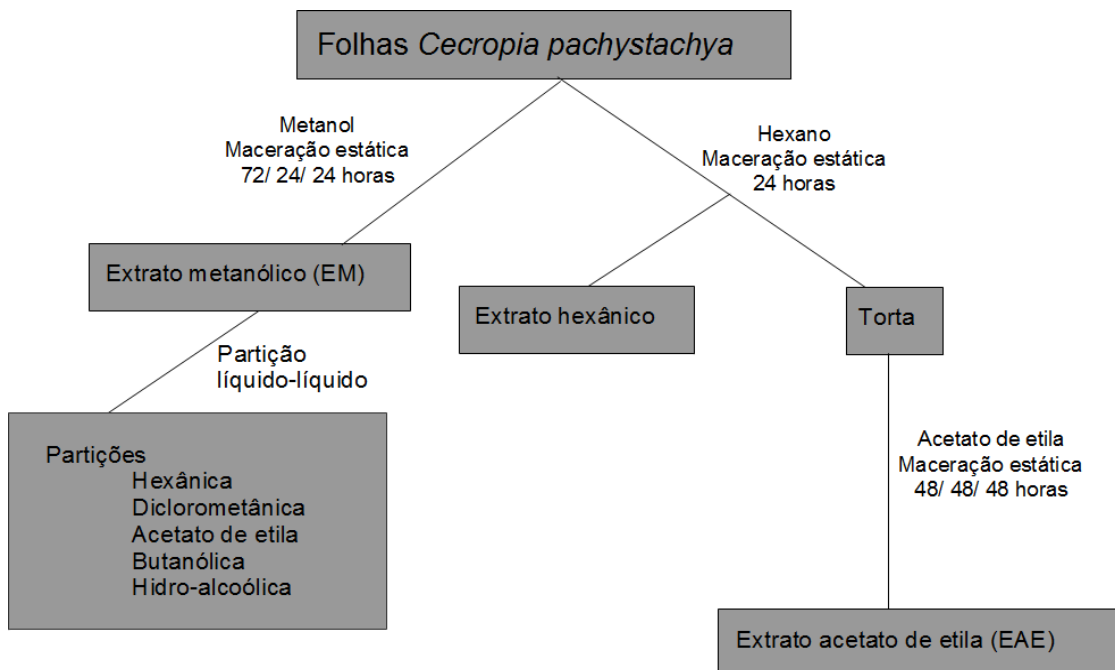 Folhas Cecropia pachystachya
Metanol
Maceração estática
72/ 24/ 24 horas
Hexano
Maceração estática
24 horas
Extrato metanólico (EM)
Extrato hexânico
Torta
Partição
líquido-líquido
Partições
Hexânica
Diclorometânica
Acetato de etila
Butanólica
Hidro-alcoólica
Acetato de etila
Maceração estática
48/ 48/ 48 horas
Extrato acetato de etila (EAE)